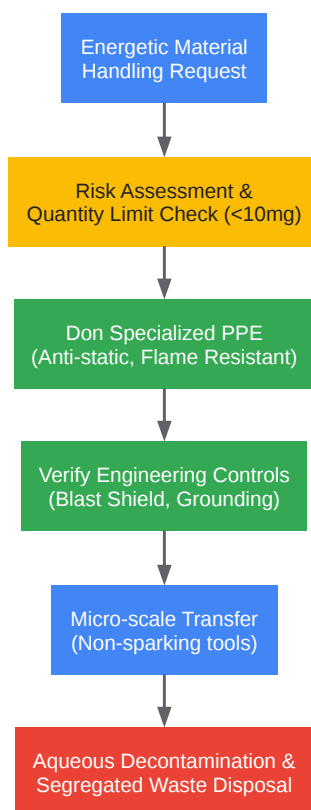 Energetic Material
Handling Request
Risk Assessment &
Quantity Limit Check (<10mg)
Don Specialized PPE
(Anti-static, Flame Resistant)
Verify Engineering Controls
(Blast Shield, Grounding)
Micro-scale Transfer
(Non-sparking tools)
Aqueous Decontamination &
Segregated Waste Disposal